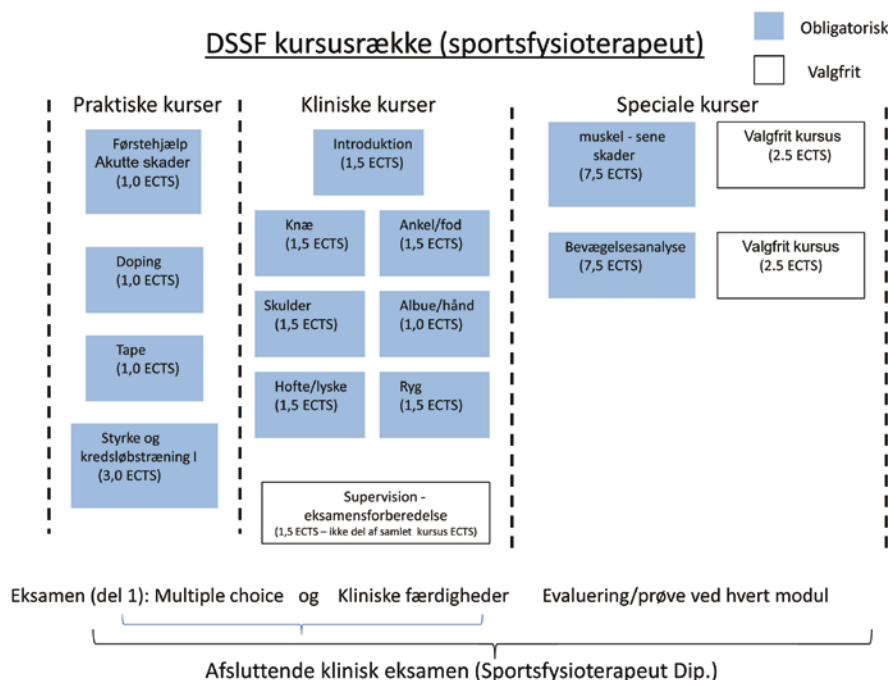 DSSF kursusrække (sportsfysioterapeut)
Obligatorisk
Valgfrit
Praktiske kurser
Førstehjælp
Akutte skader
(1,0 ECTS)
Doping
(1,0 ECTS)
Tape
(1,0 ECTS)
Styrke og
kredsløbstræning I
(3,0 ECTS)
Kliniske kurser
Introduktion
(1,5 ECTS)
Knæ
(1,5 ECTS)
Ankel/fod
(1,5 ECTS)
Skulder
(1,5 ECTS)
Albue/hånd
(1,0 ECTS)
Hofte/lyske
(1,5 ECTS)
Ryg
(1,5 ECTS)
Supervision -
eksamensforberedelse
(1,5 ECTS – ikke del af samlet kursus ECTS)
Speciale kurser
muskel - sene
skader
(7,5 ECTS)
Valgfrit kursus
(2.5 ECTS)
Bevægelsesanalyse
(7,5 ECTS)
Valgfrit kursus
(2.5 ECTS)
Eksamen (del 1): Multiple choice og Kliniske færdigheder
Evaluering/prøve ved hvert modul
Afsluttende klinisk eksamen (Sportsfysioterapeut Dip.)